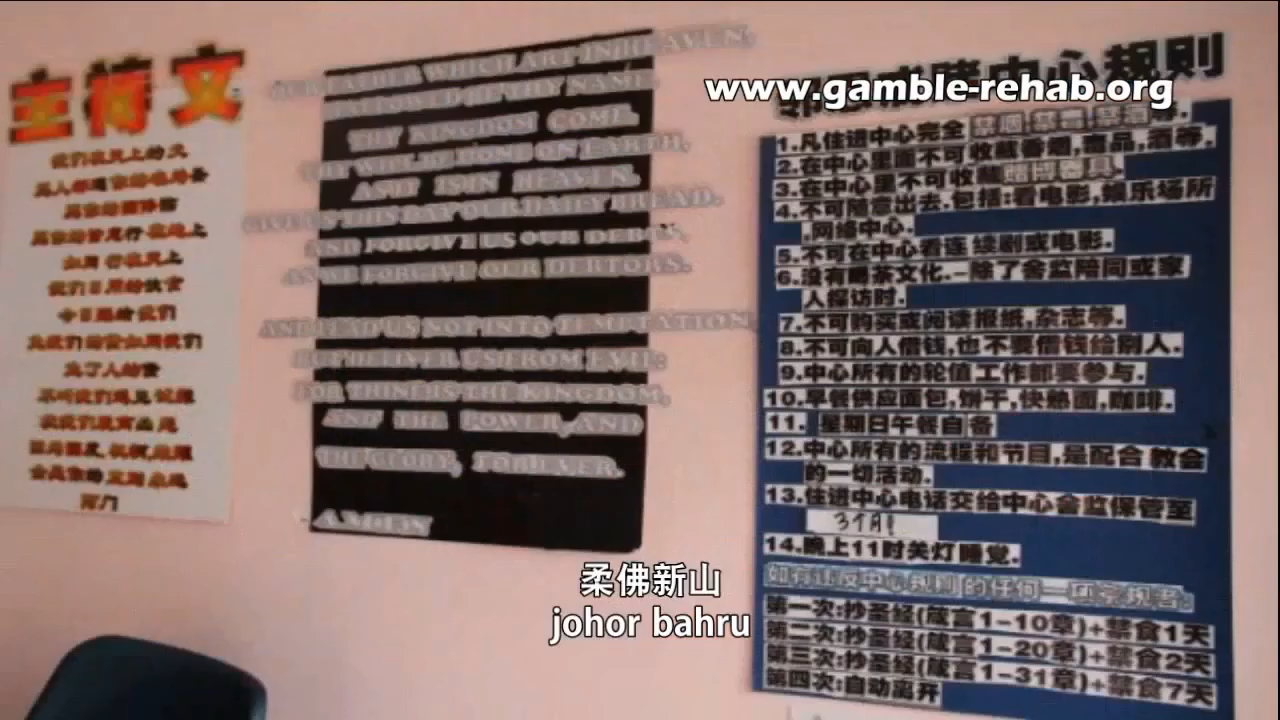 主祷文
我们在天上的父
愿人都尊你的名为圣
愿你的国降临
愿你的旨意行在地上
如同行在天上
我们日用的饮食
今日赐给我们
免我们的债如同我们
免了人的债
不叫我们遇见试探
救我们脱离凶恶
因为国度,权柄,荣耀
全是你的直到永远
阿门
OUR FATHER WHICH ART IN HEAVEN,
HALLOWED BE THY NAME.
THY KINGDOM COME,
THY WILL BE DONE ON EARTH,
AS IT IS IN HEAVEN.
GIVE US THIS DAY OUR DAILY BREAD.
AND FORGIVE US OUR DEBTS,
AS WE FORGIVE OUR DEBTORS.
AND LEAD US NOT INTO TEMPTATION,
BUT DELIVER US FROM EVIL:
FOR THINE IS THE KINGDOM,
AND THE POWER, AND
THE GLORY, FOREVER.
AMEN
www.gamble-rehab.org
戒赌中心规则
1.凡住进中心完全 禁烟 禁毒 禁酒等.
2.在中心里面不可收藏香烟,毒品,酒等.
3.在中心里不可收藏赌博器具.
4.不可随意出去.包括:看电影,娱乐场所
.网络中心.
5.不可在中心看连续剧或电影.
6.没有喝茶文化.–除了舍监陪同或家
人探访时.
7.不可购买或阅读报纸,杂志等.
8.不可向人借钱,也不要借钱给别人.
9.中心所有的轮值工作都要参与.
10.早餐供应面包,饼干,快熟面,咖啡.
11. 星期日午餐自备
12.中心所有的流程和节目,是配合 教会
的一切活动.
13.住进中心电话交给中心舍监保管至
3个月!
14.晚上11时关灯睡觉.
如有违反中心规则 的任何一项
第一次:抄圣经(箴言1-10章)+禁食1天
第二次:抄圣经(箴言1-20章)+禁食2天
第三次:抄圣经(箴言1-31章)+禁食7天
第四次:自动离开
柔佛新山
johor bahru